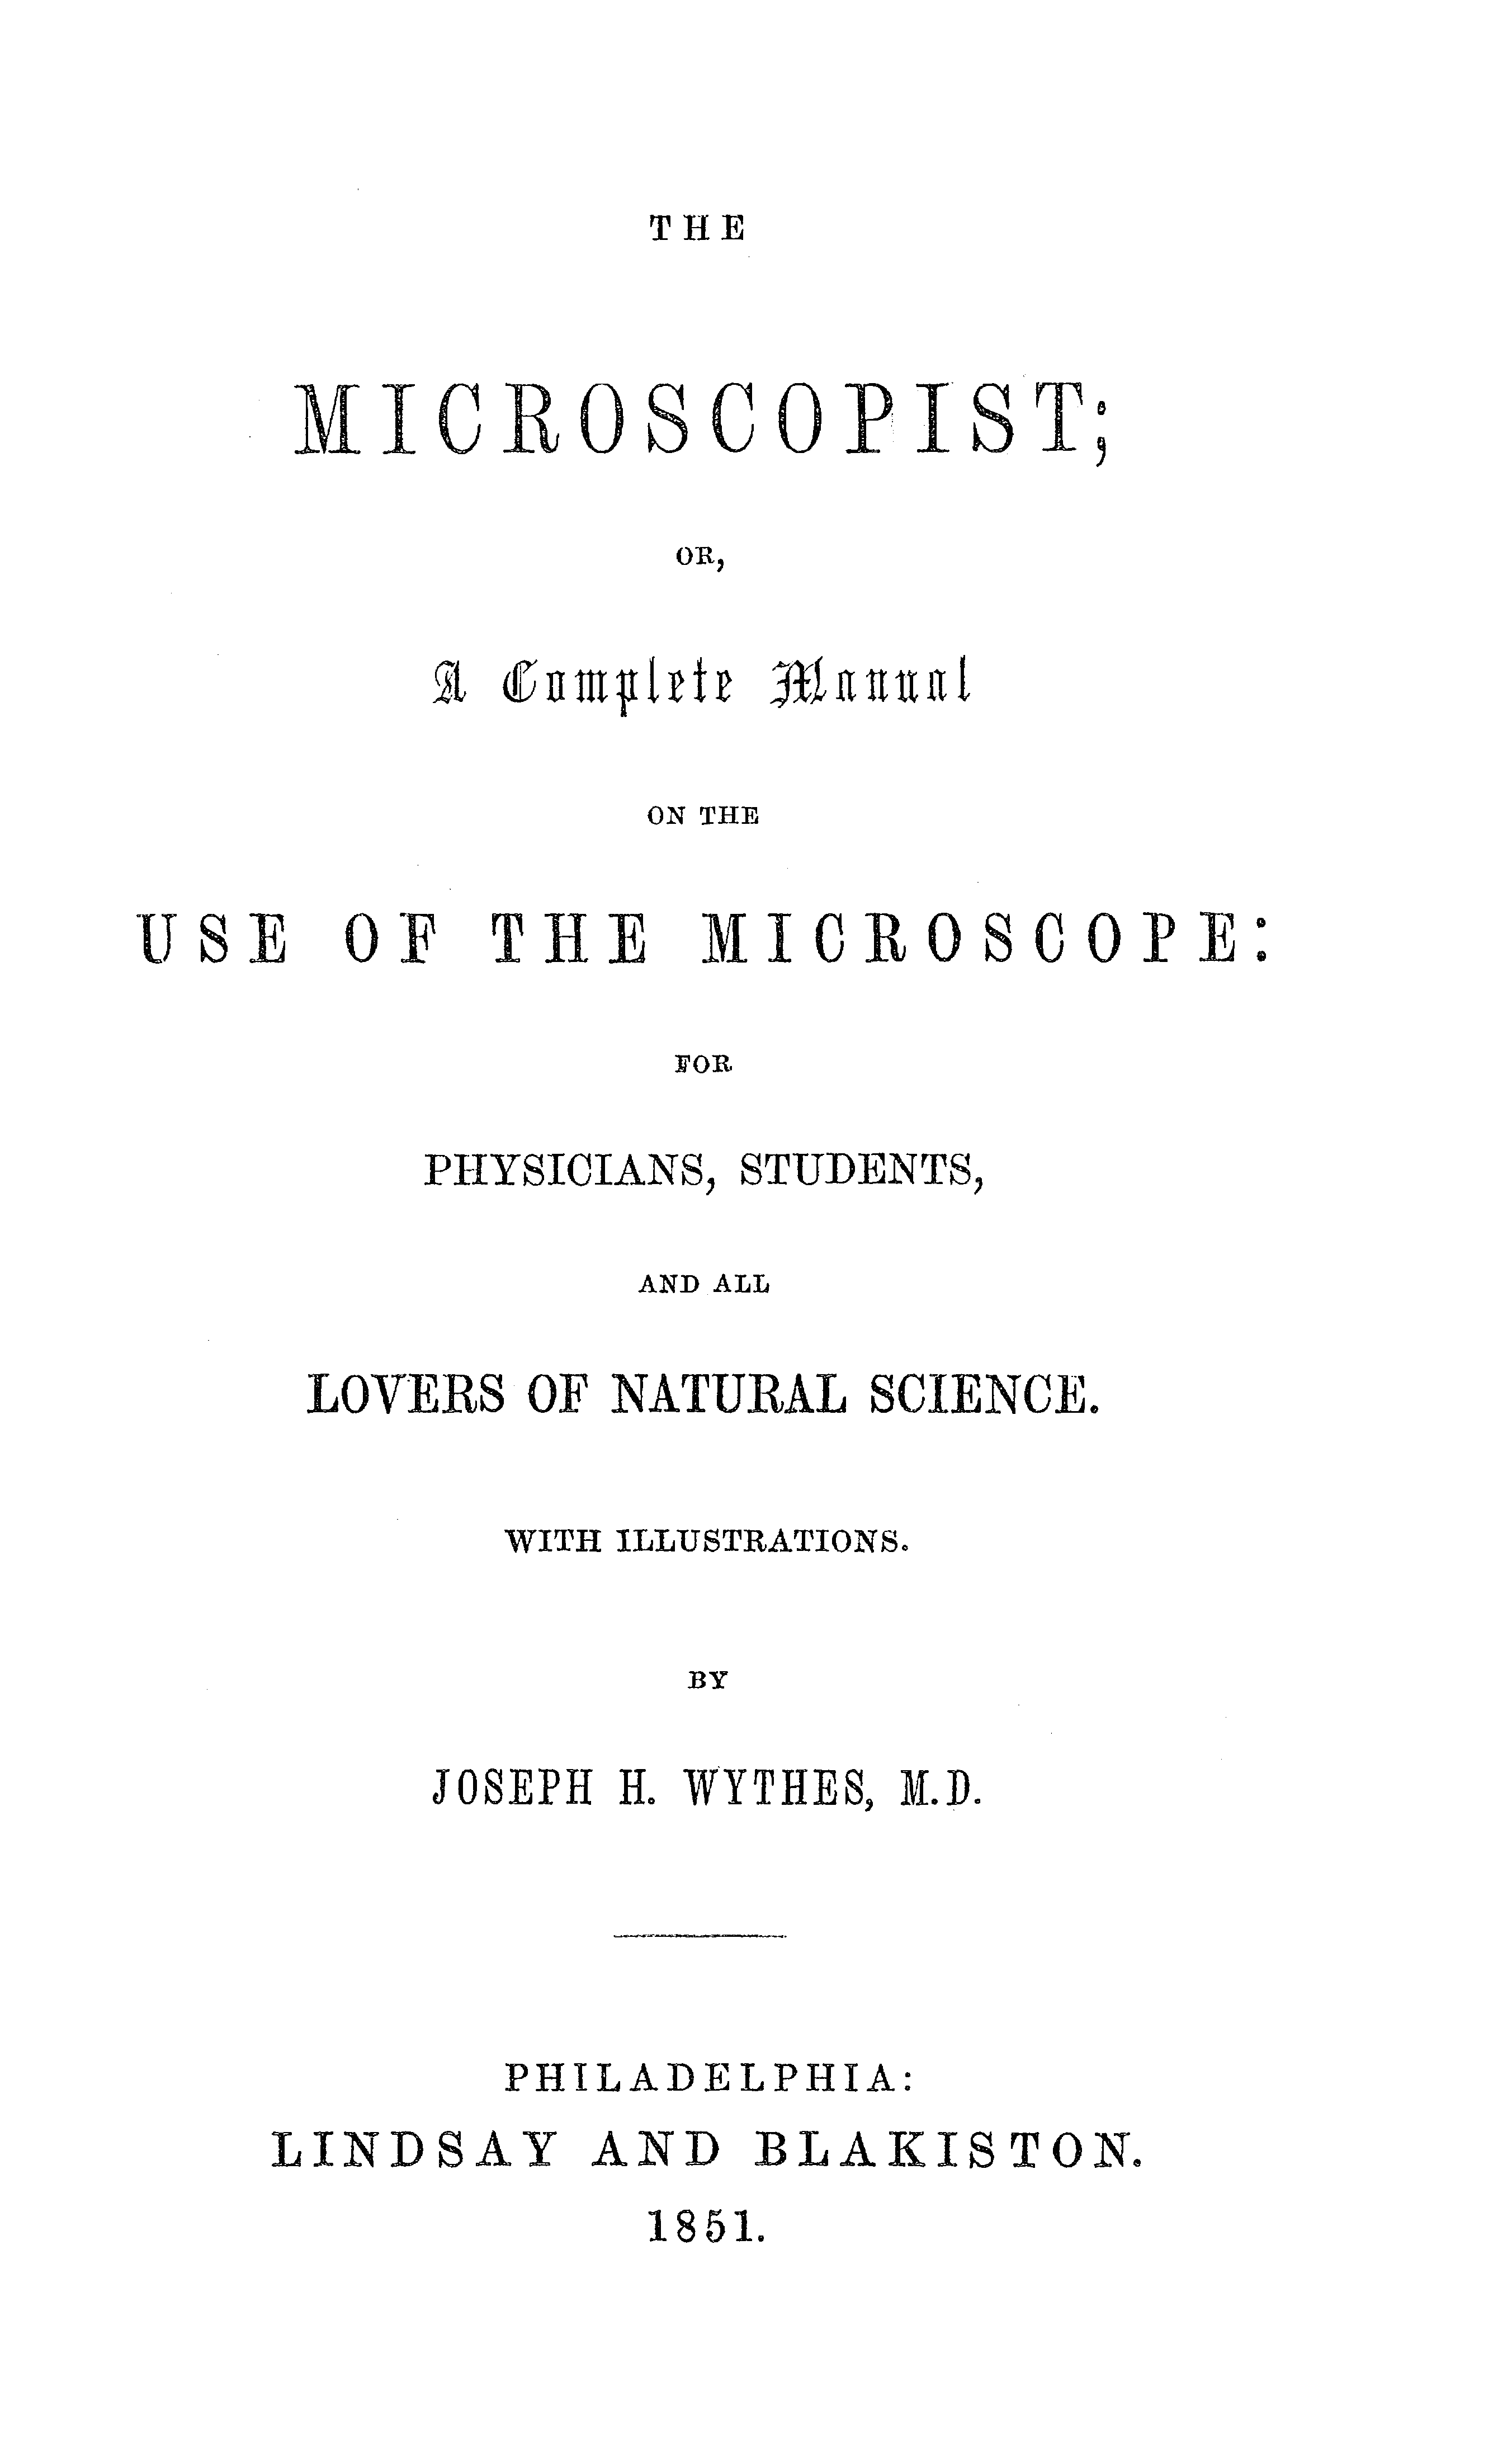 THE
MICROSCOPIST;
OR,
A Complete Manual
ON THE
USE OF THE MICROSCOPE:
FOR
PHYSICIANS, STUDENTS,
AND ALL
LOVERS OF NATURAL SCIENCE.
WITH ILLUSTRATIONS.
BY
JOSEPH H. WYTHES, M.D.
PHILADELPHIA:
LINDSAY AND BLAKISTON.
1851.